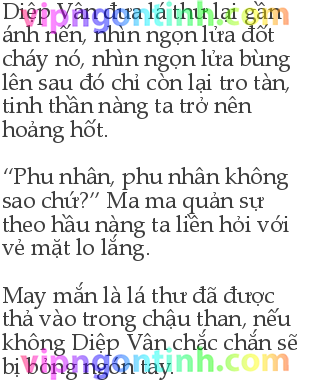 Diệp Vân đưa lá thư lại gần
ánh nến, nhìn ngọn lửa đốt
cháy nó, nhìn ngọn lửa bùng
lên sau đó chỉ còn lại tro tàn,
tinh thần nàng ta trở nên
hoảng hốt.
“Phu nhân, phu nhân không
sao chứ?” Ma ma quản sự
theo hầu nàng ta liền hỏi với
vẻ mặt lo lắng.
May mắn là lá thư đã được
thả vào trong chậu than, nếu
không Diệp Vân chắc chắn sẽ
bị bỏng ngón tay.
vipngontinh.com
vipngontinh.com